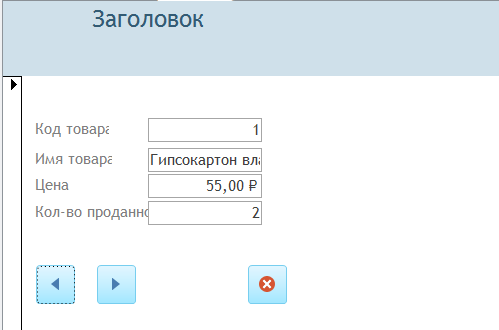 Заголовок
Код товара 1
Имя товара Гипсокартон вла
Цена 55,00 ₽
Кол-во проданно 2